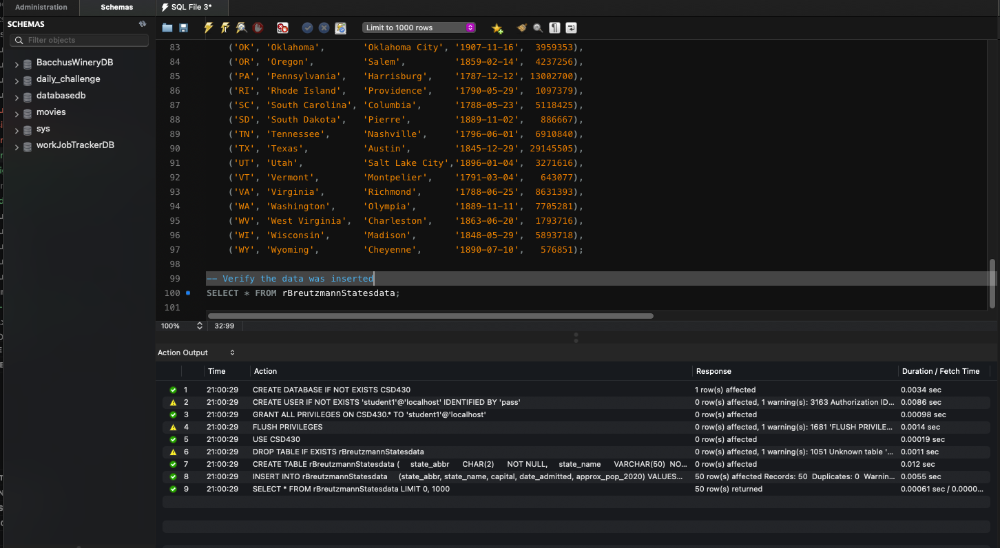 Administration Schemas SQL File 3*
SCHEMAS
Filter objects
BacchusWineryDB
daily_challenge
databasedb
movies
sys
workJobTrackerDB
Limit to 1000 rows
83 ('OK', 'Oklahoma', 'Oklahoma City', '1907-11-16', 3959353),
84 ('OR', 'Oregon', 'Salem', '1859-02-14', 4237256),
85 ('PA', 'Pennsylvania', 'Harrisburg', '1787-12-12', 13002700),
86 ('RI', 'Rhode Island', 'Providence', '1790-05-29', 1097379),
87 ('SC', 'South Carolina', 'Columbia', '1788-05-23', 5118425),
88 ('SD', 'South Dakota', 'Pierre', '1889-11-02', 886667),
89 ('TN', 'Tennessee', 'Nashville', '1796-06-01', 6910840),
90 ('TX', 'Texas', 'Austin', '1845-12-29', 29145505),
91 ('UT', 'Utah', 'Salt Lake City','1896-01-04', 3271616),
92 ('VT', 'Vermont', 'Montpelier', '1791-03-04', 643077),
93 ('VA', 'Virginia', 'Richmond', '1788-06-25', 8631393),
94 ('WA', 'Washington', 'Olympia', '1889-11-11', 7705281),
95 ('WV', 'West Virginia', 'Charleston', '1863-06-20', 1793716),
96 ('WI', 'Wisconsin', 'Madison', '1848-05-29', 5893718),
97 ('WY', 'Wyoming', 'Cheyenne', '1890-07-10', 576851);
98
99 -- Verify the data was inserted
100 SELECT * FROM rBreutzmannStatesdata;
101
100% 32:99
Action Output
Time Action Response Duration / Fetch Time
1 21:00:29 CREATE DATABASE IF NOT EXISTS CSD430 1 row(s) affected 0.0034 sec
2 21:00:29 CREATE USER IF NOT EXISTS 'student1'@'localhost' IDENTIFIED BY 'pass' 0 row(s) affected, 1 warning(s): 3163 Authorization ID... 0.0086 sec
3 21:00:29 GRANT ALL PRIVILEGES ON CSD430.* TO 'student1'@'localhost' 0 row(s) affected 0.00098 sec
4 21:00:29 FLUSH PRIVILEGES 0 row(s) affected, 1 warning(s): 1681 'FLUSH PRIVILE... 0.0014 sec
5 21:00:29 USE CSD430 0 row(s) affected 0.00019 sec
6 21:00:29 DROP TABLE IF EXISTS rBreutzmannStatesdata 0 row(s) affected, 1 warning(s): 1051 Unknown table '... 0.0011 sec
7 21:00:29 CREATE TABLE rBreutzmannStatesdata ( state_abbr CHAR(2) NOT NULL, state_name VARCHAR(50) NO... 0 row(s) affected 0.012 sec
8 21:00:29 INSERT INTO rBreutzmannStatesdata (state_abbr, state_name, capital, date_admitted, approx_pop_2020) VALUES... 50 row(s) affected Records: 50 Duplicates: 0 Warnin... 0.0055 sec
9 21:00:29 SELECT * FROM rBreutzmannStatesdata LIMIT 0, 1000 50 row(s) returned 0.00061 sec / 0.0000...